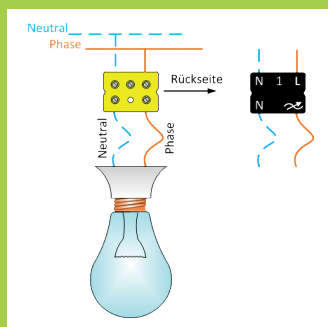 Neutral
Phase
Rückseite
N 1 L
N
Neutral
Phase